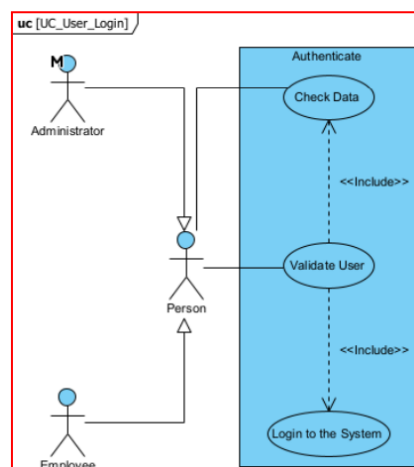 uc [UC_User_Login]
Authenticate
M
Check Data
Administrator
<<Include>>
Validate User
Person
<<Include>>
Login to the System
Employee